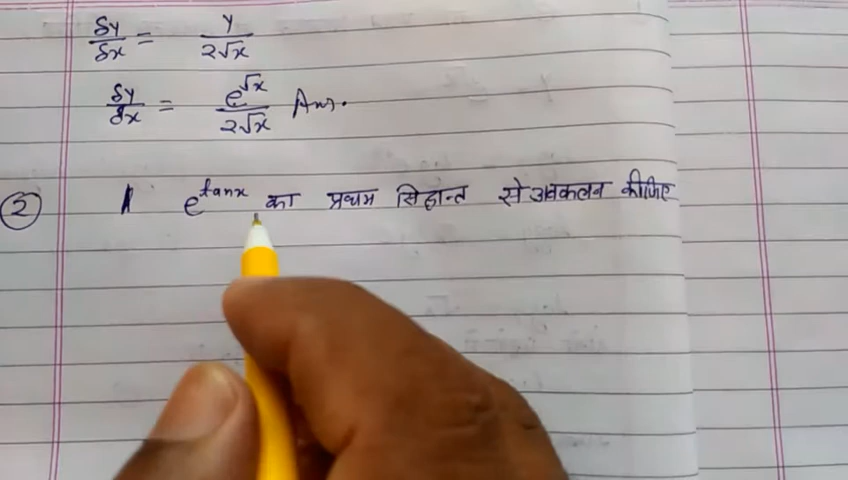 δy/δx = y/2√x
δy/δx = e^√x/2√x Ans.
② e^tanx का प्रथम सिद्धान्त से अवकलन कीजिए